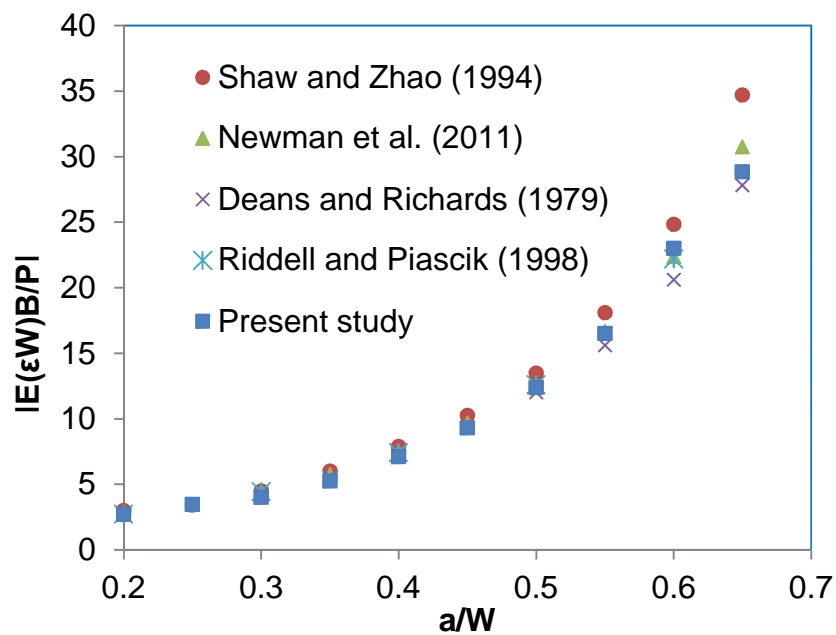 40
35
30
25
20
15
10
5
0
Shaw and Zhao (1994)
Newman et al. (2011)
Deans and Richards (1979)
Riddell and Piascik (1998)
Present study
IE(εW)B/PI
0.2 0.3 0.4 0.5 0.6 0.7
a/W